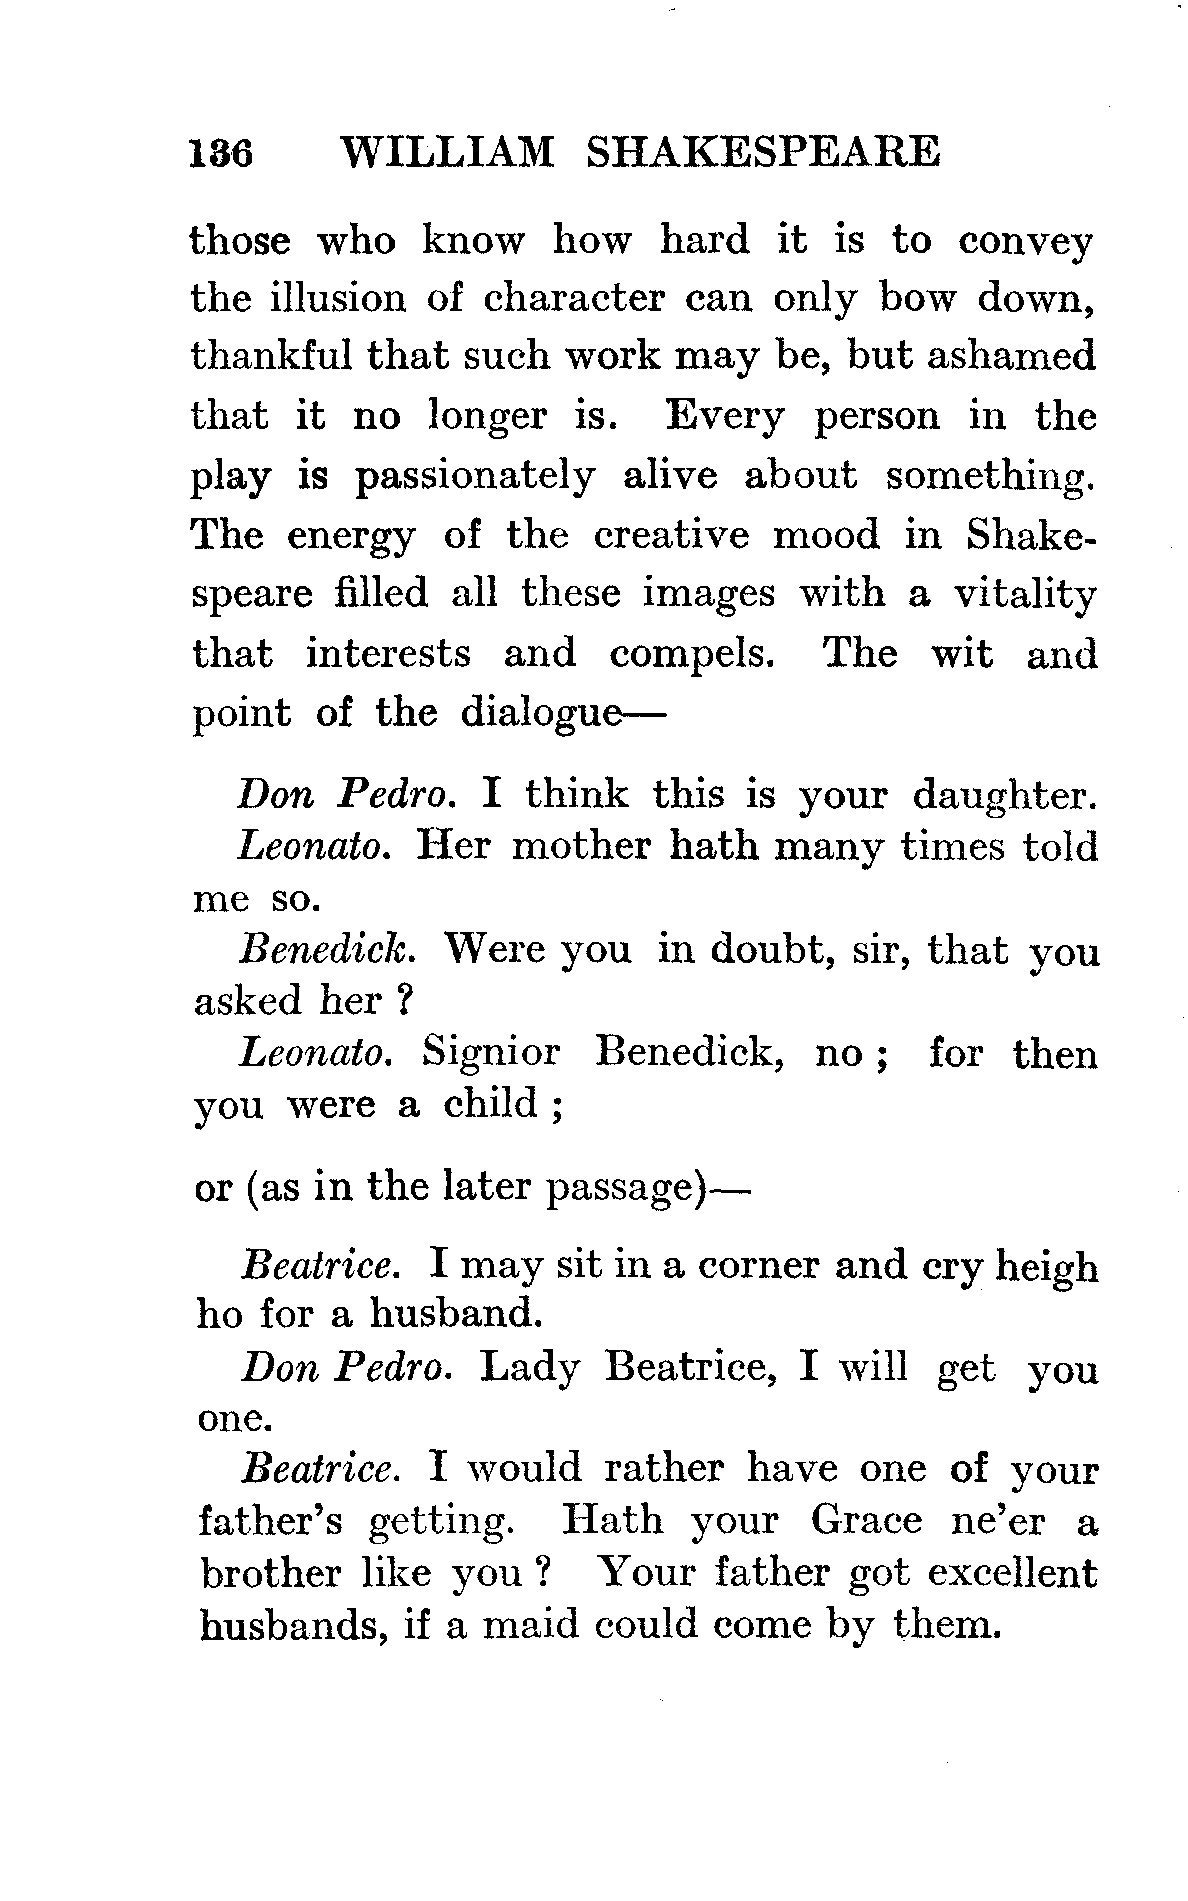 136 WILLIAM SHAKESPEARE
those who know how hard it is to convey
the illusion of character can only bow down,
thankful that such work may be, but ashamed
that it no longer is. Every person in the
play is passionately alive about something.
The energy of the creative mood in Shake-
speare filled all these images with a vitality
that interests and compels. The wit and
point of the dialogue—
Don Pedro. I think this is your daughter.
Leonato. Her mother hath many times told
me so.
Benedick. Were you in doubt, sir, that you
asked her ?
Leonato. Signior Benedick, no ; for then
you were a child ;
or (as in the later passage)—
Beatrice. I may sit in a corner and cry heigh
ho for a husband.
Don Pedro. Lady Beatrice, I will get you
one.
Beatrice. I would rather have one of your
father's getting. Hath your Grace ne'er a
brother like you ? Your father got excellent
husbands, if a maid could come by them.